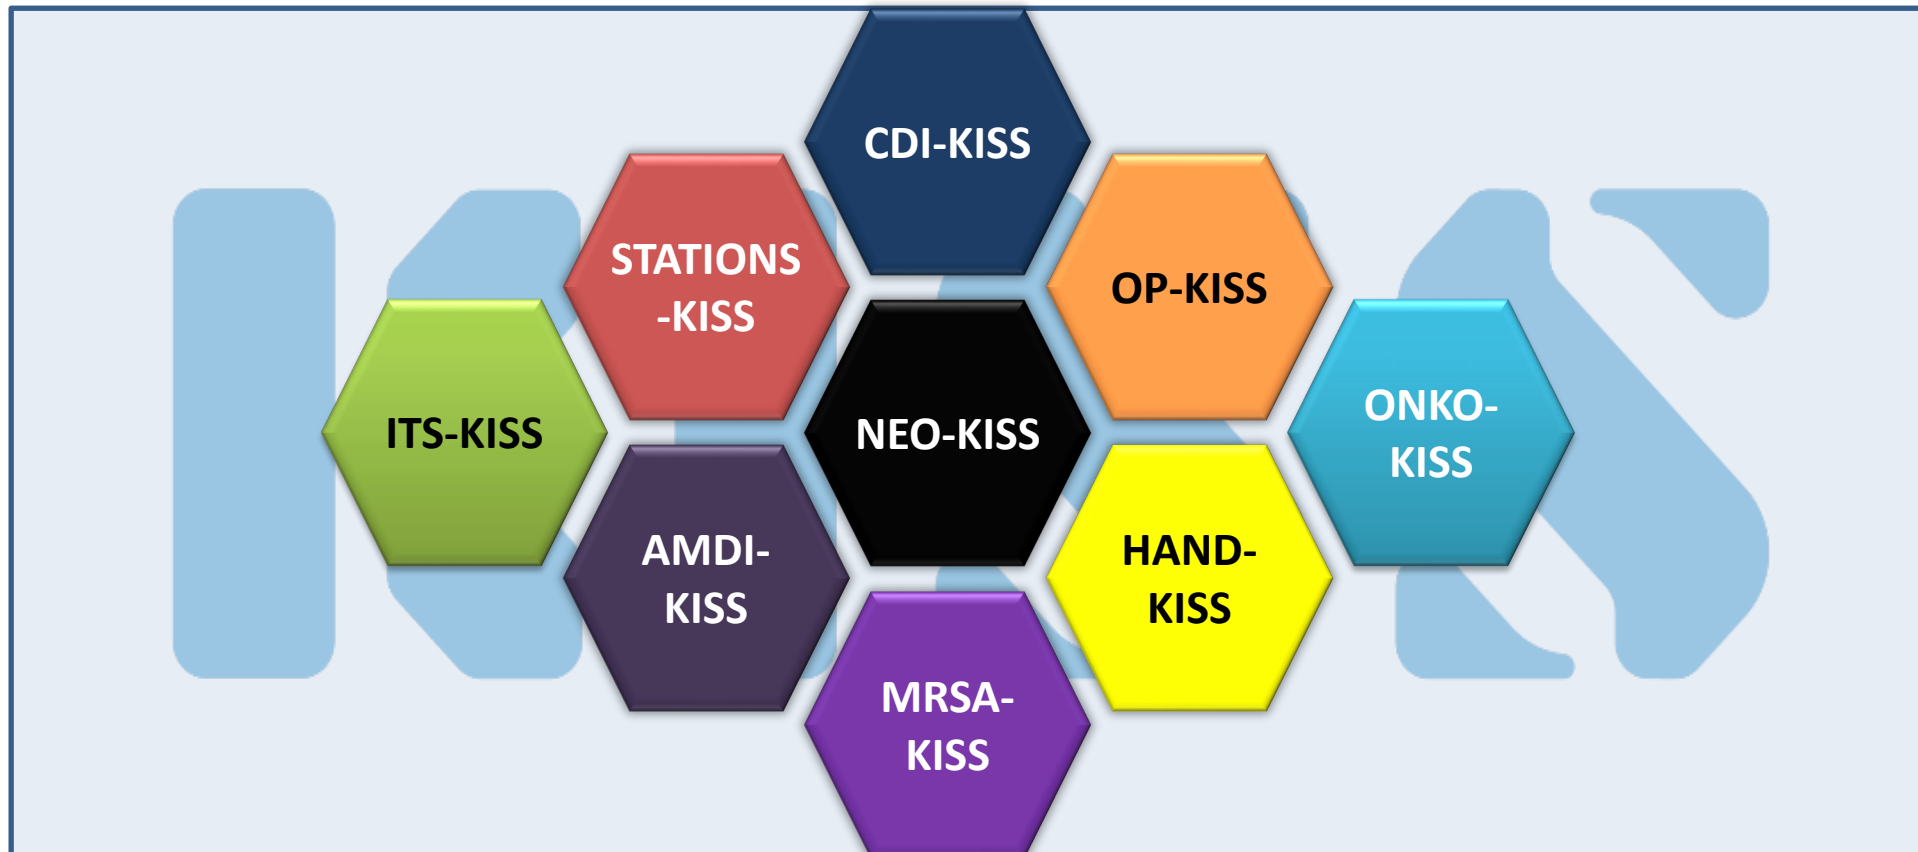 CDI-KISS
STATIONS
-KISS
OP-KISS
ITS-KISS
NEO-KISS
ONKO-
KISS
AMDI-
KISS
HAND-
KISS
MRSA-
KISS